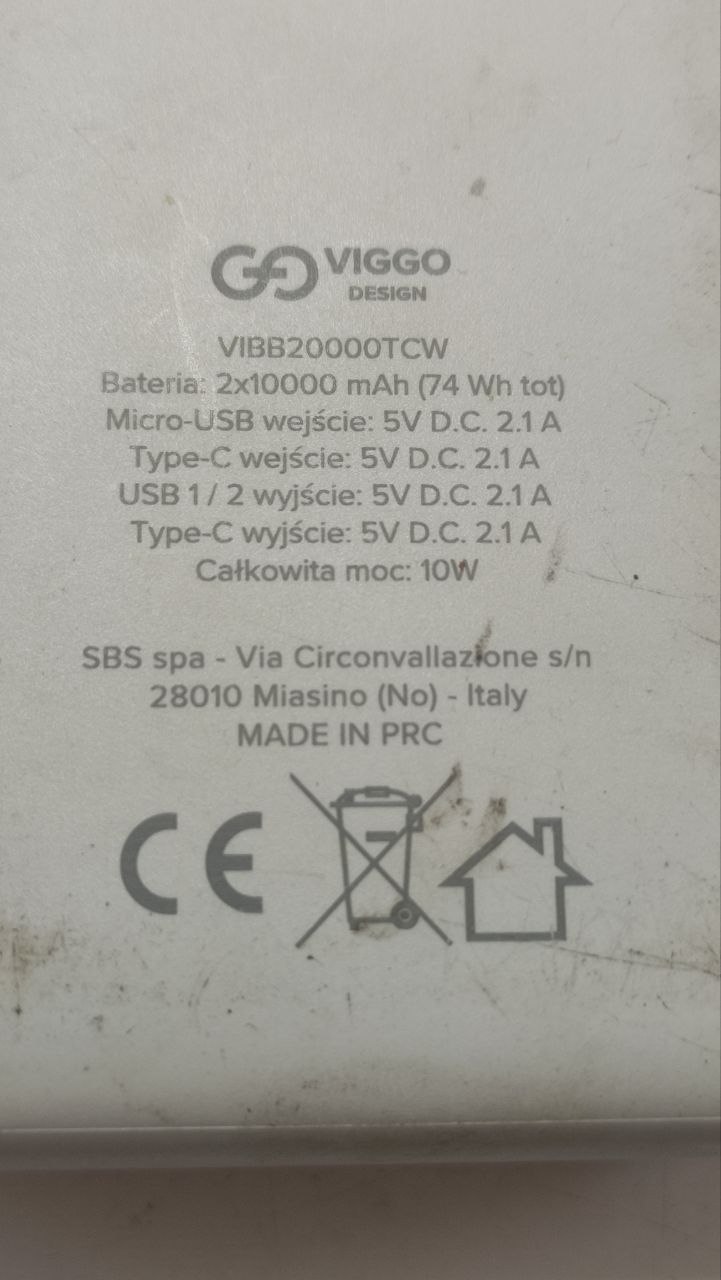 VIGGO
DESIGN
VIBB20000TCW
Bateria: 2x10000 mAh (74 Wh tot)
Micro-USB wejście: 5V D.C. 2.1 A
Type-C wejście: 5V D.C. 2.1 A
USB 1 / 2 wyjście: 5V D.C. 2.1 A
Type-C wyjście: 5V D.C. 2.1 A
Całkowita moc: 10W
SBS spa - Via Circonvallazione s/n
28010 Miasino (No) - Italy
MADE IN PRC
CE